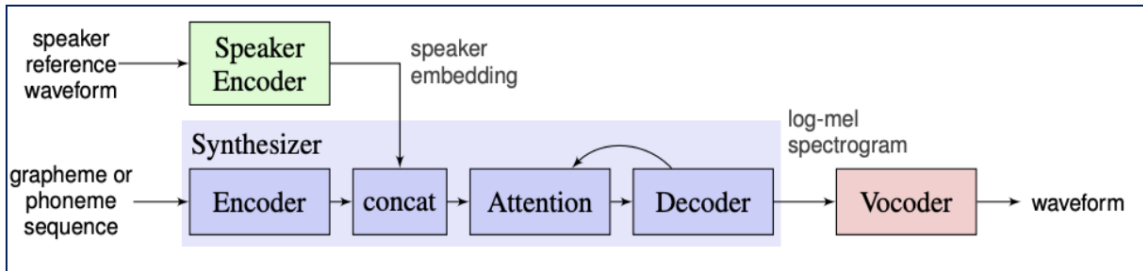 speaker
reference
waveform
Speaker
Encoder
speaker
embedding
Synthesizer
grapheme or
phoneme
sequence
Encoder
concat
Attention
Decoder
log-mel
spectrogram
Vocoder
waveform